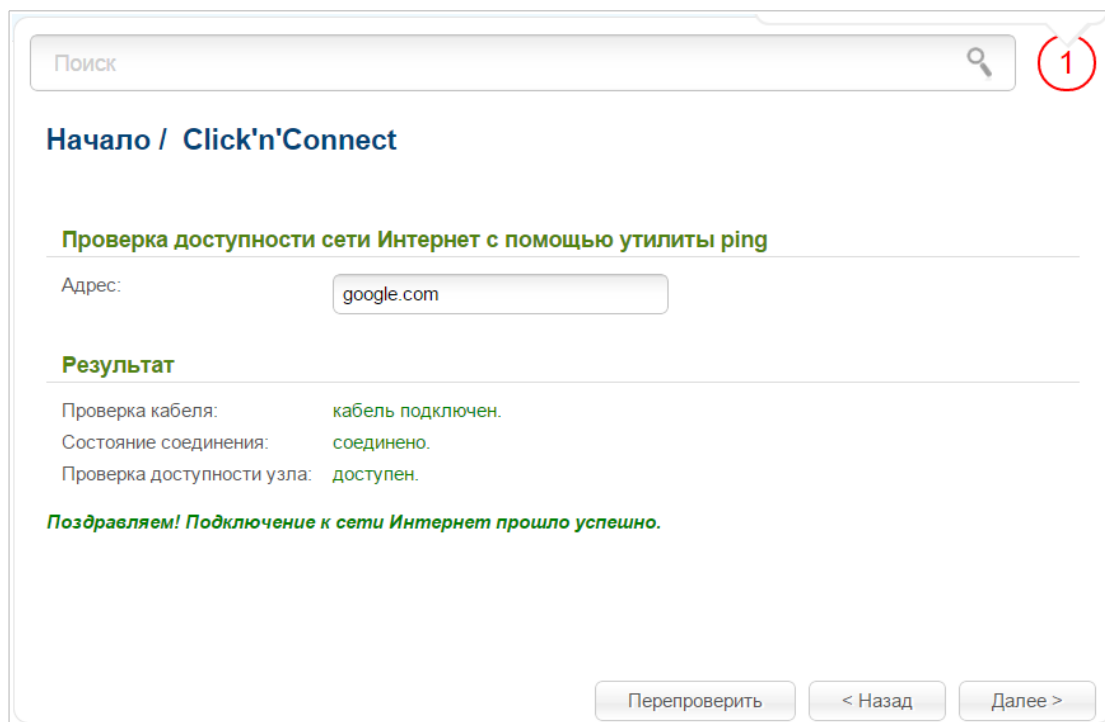 Поиск
1
Начало / Click'n'Connect
Проверка доступности сети Интернет с помощью утилиты ping
Адрес: google.com
Результат
Проверка кабеля: кабель подключен.
Состояние соединения: соединено.
Проверка доступности узла: доступен.
Поздравляем! Подключение к сети Интернет прошло успешно.
Перепроверить < Назад Далее >